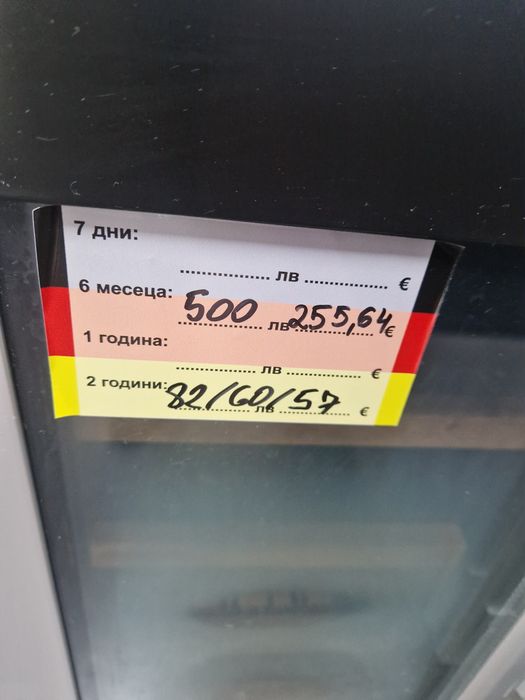 7 дни:
.................... лв .................. €
6 месеца: 500 лв 255,64 €
1 година:
.................. лв ................. €
2 години: 82/60/57 лв ............... €